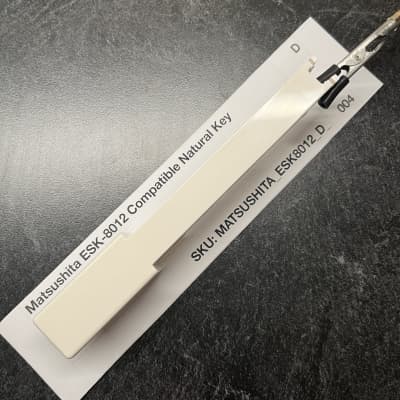 Matsushita ESK-8012 Compatible Natural Key
D
SKU: MATSUSHITA_ESK8012_D_
004